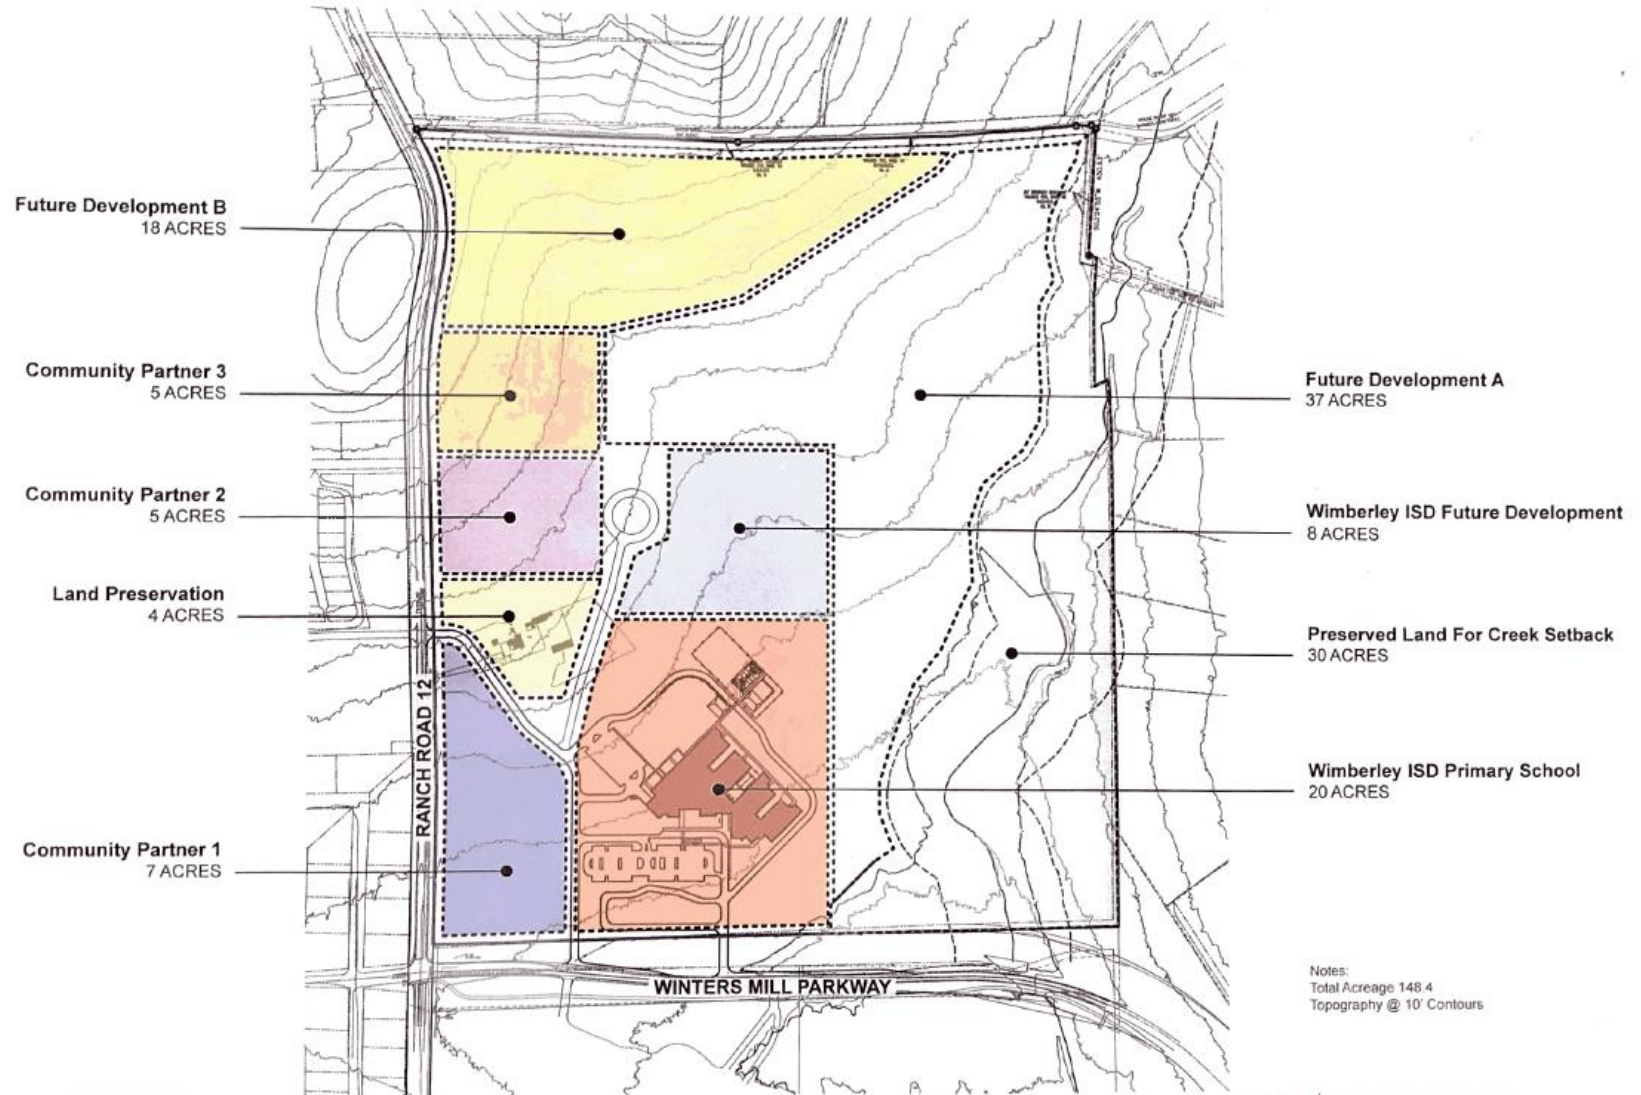 Future Development B
18 ACRES
Community Partner 3
5 ACRES
Community Partner 2
5 ACRES
Land Preservation
4 ACRES
Community Partner 1
7 ACRES
RANCH ROAD 12
WINTERS MILL PARKWAY
Future Development A
37 ACRES
Wimberley ISD Future Development
8 ACRES
Preserved Land For Creek Setback
30 ACRES
Wimberley ISD Primary School
20 ACRES
Notes:
Total Acreage 148.4
Topography @ 10' Contours